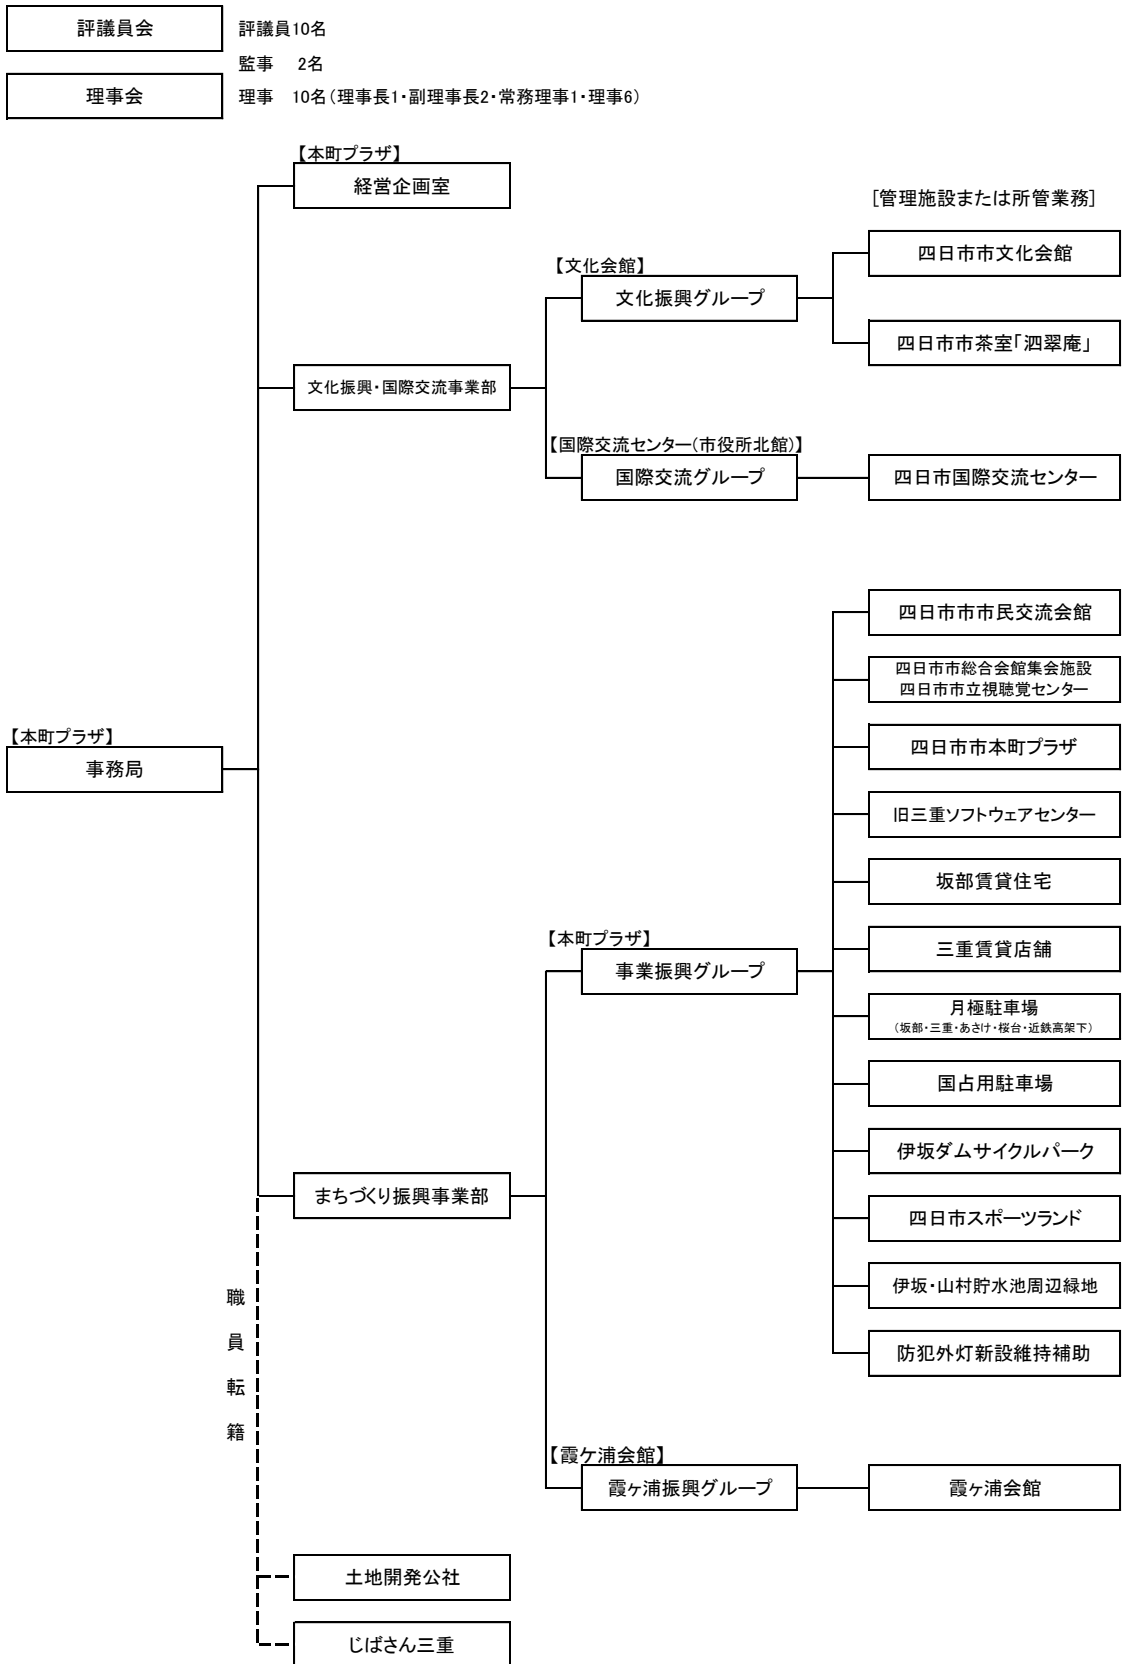 評議員会
評議員10名
監事 2名
理事会
理事 10名(理事長1・副理事長2・常務理事1・理事6)
【本町プラザ】
経営企画室
[管理施設または所管業務]
四日市市文化会館
【文化会館】
文化振興グループ
四日市市茶室「泗翠庵」
文化振興・国際交流事業部
【国際交流センター(市役所北館)】
国際交流グループ
四日市国際交流センター
四日市市市民交流会館
四日市市総合会館集会施設
四日市市立視聴覚センター
【本町プラザ】
事務局
四日市市本町プラザ
旧三重ソフトウェアセンター
坂部賃貸住宅
【本町プラザ】
事業振興グループ
三重賃貸店舗
月極駐車場
(坂部・三重・あさけ・桜台・近鉄高架下)
国占用駐車場
伊坂ダムサイクルパーク
まちづくり振興事業部
四日市スポーツランド
伊坂・山村貯水池周辺緑地
職員転籍
防犯外灯新設維持補助
【霞ケ浦会館】
霞ヶ浦振興グループ
霞ヶ浦会館
土地開発公社
じばさん三重